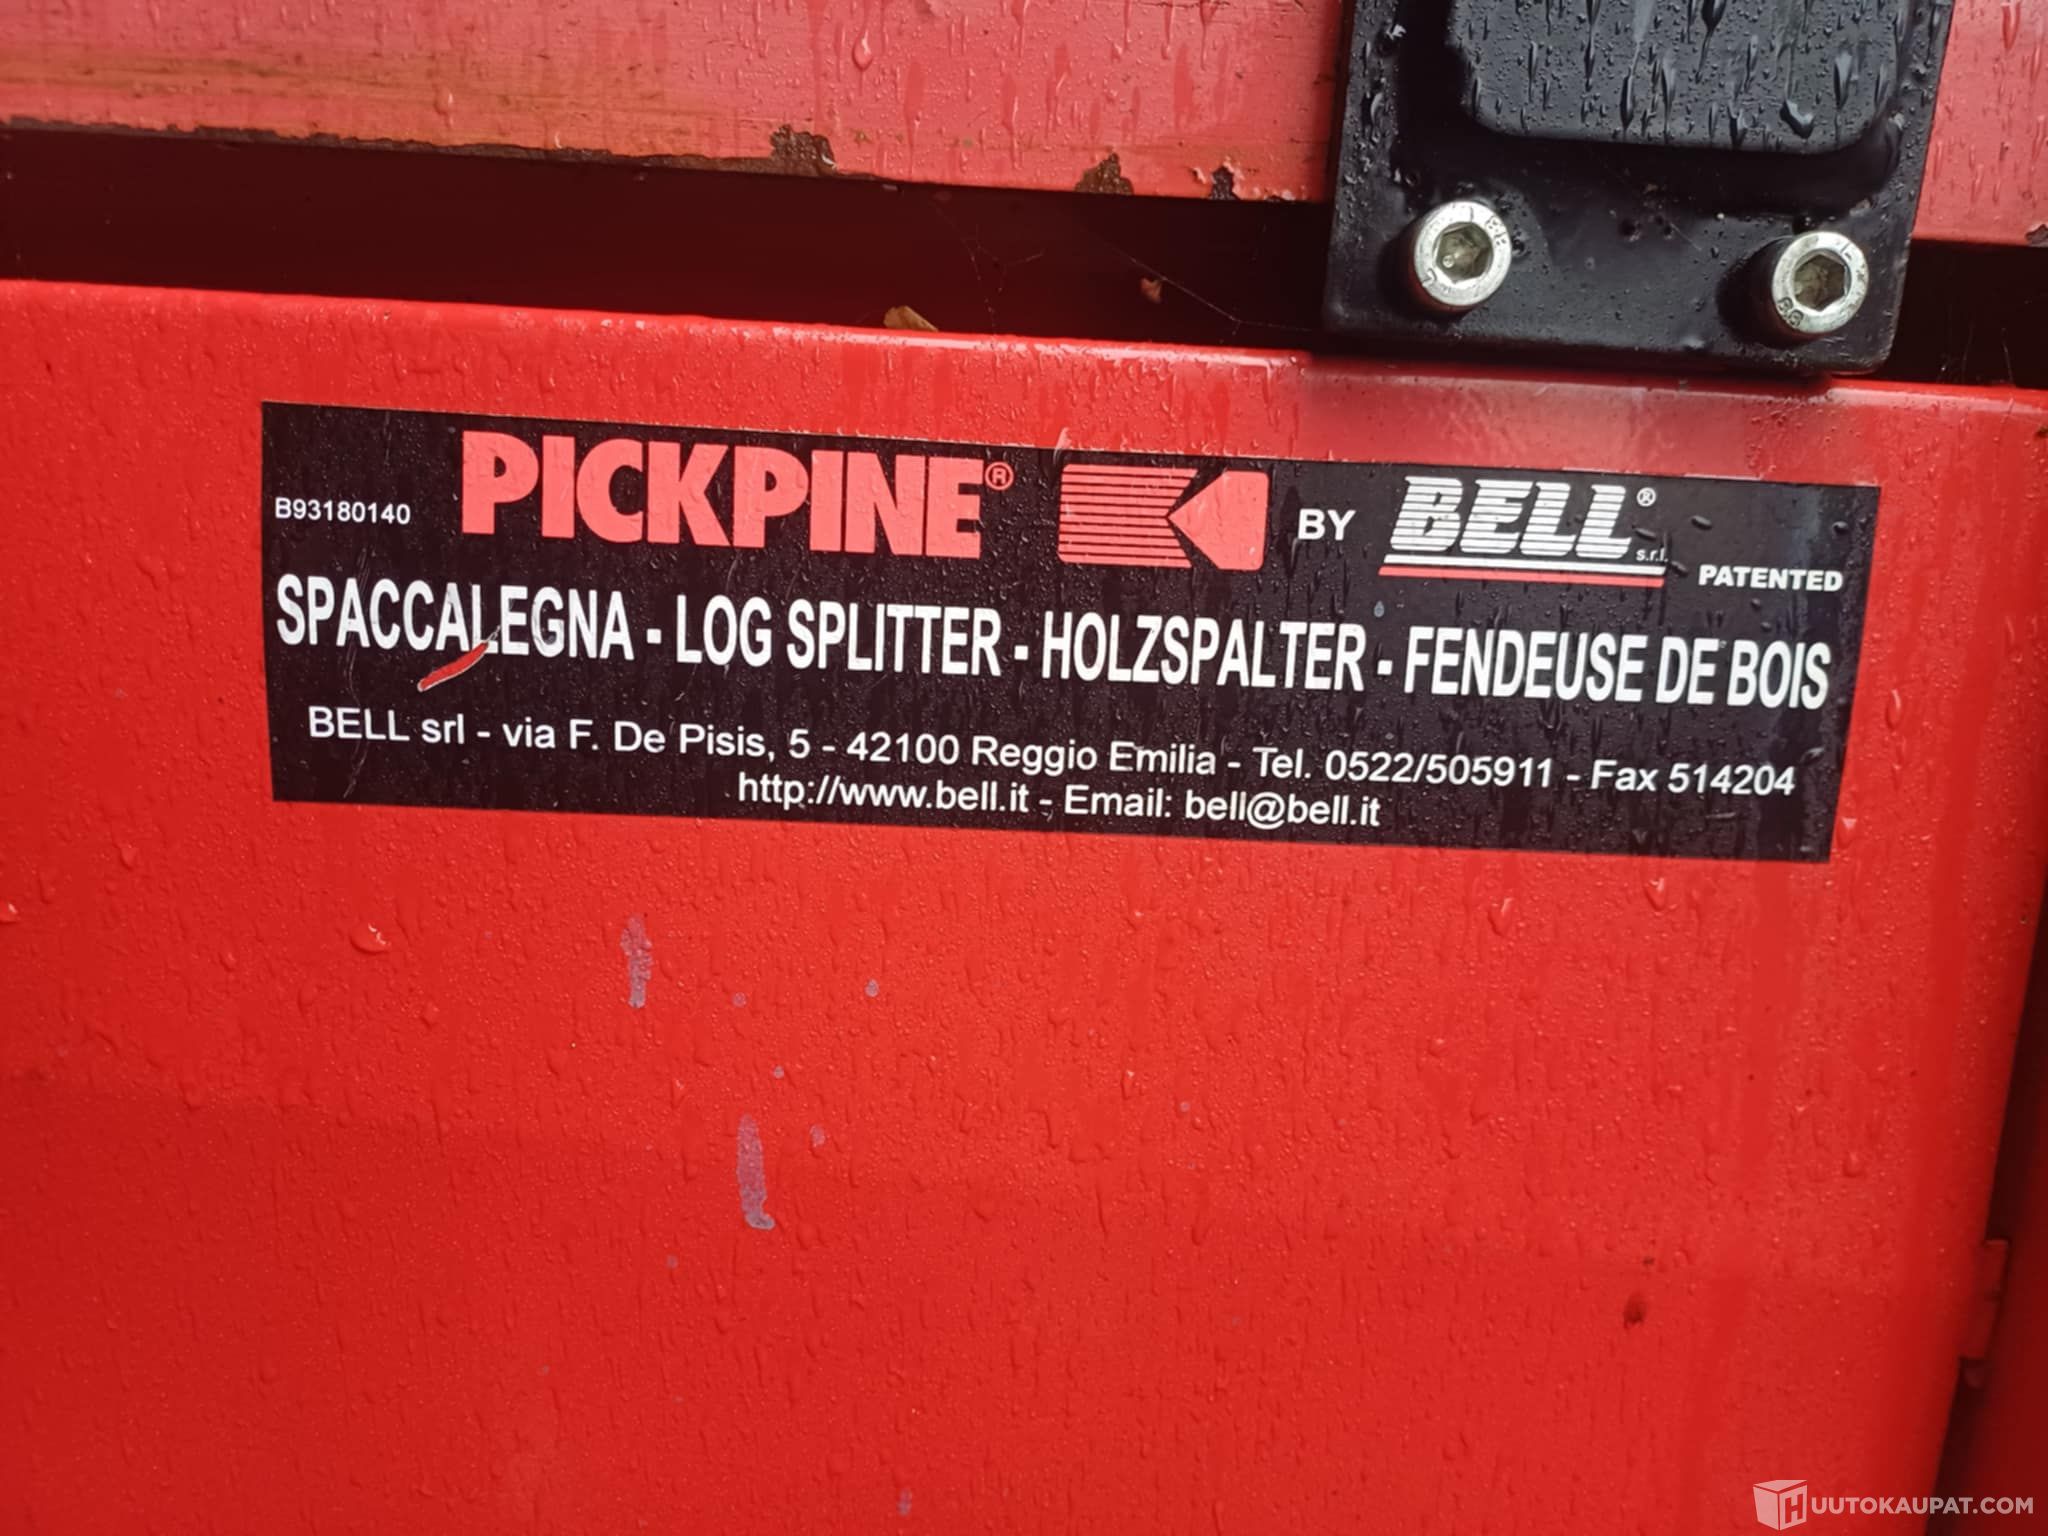 B93180140 PICKPINE® BY BELL® s.r.l. PATENTED
SPACCALEGNA - LOG SPLITTER - HOLZSPALTER - FENDEUSE DE BOIS
BELL srl - via F. De Pisis, 5 - 42100 Reggio Emilia - Tel. 0522/505911 - Fax 514204
http://www.bell.it - Email: bell@bell.it
HUUTOKAUPAT.COM